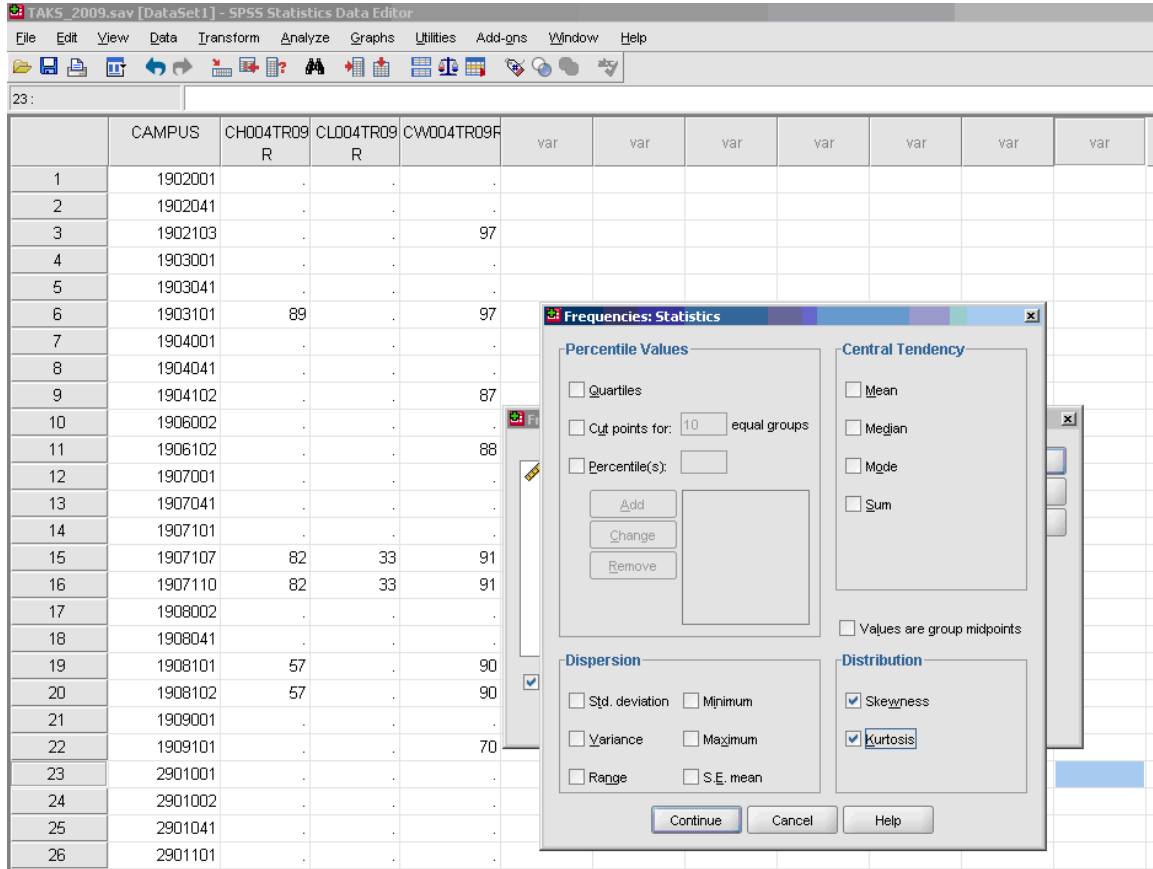 TAKS_2009.sav [DataSet1] - SPSS Statistics Data Editor
File Edit View Data Transform Analyze Graphs Utilities Add-ons Window Help
23 :
CAMPUS CH004TR09R CL004TR09R CW004TR09R var var var var var var var
1 1902001 . . .
2 1902041 . . .
3 1902103 . . 97
4 1903001 . . .
5 1903041 . . .
6 1903101 89 . 97
7 1904001 . . .
8 1904041 . . .
9 1904102 . . 87
10 1906002 . . .
11 1906102 . . 88
12 1907001 . . .
13 1907041 . . .
14 1907101 . . .
15 1907107 82 33 91
16 1907110 82 33 91
17 1908002 . . .
18 1908041 . . .
19 1908101 57 . 90
20 1908102 57 . 90
21 1909001 . . .
22 1909101 . . 70
23 2901001 . . .
24 2901002 . . .
25 2901041 . . .
26 2901101 . . .
Frequencies: Statistics
Percentile Values
Quartiles
Cut points for: 10 equal groups
Percentile(s):
Add
Change
Remove
Central Tendency
Mean
Median
Mode
Sum
Values are group midpoints
Dispersion
Std. deviation Minimum
Variance Maximum
Range S.E. mean
Distribution
Skewness
Kurtosis
Continue Cancel Help